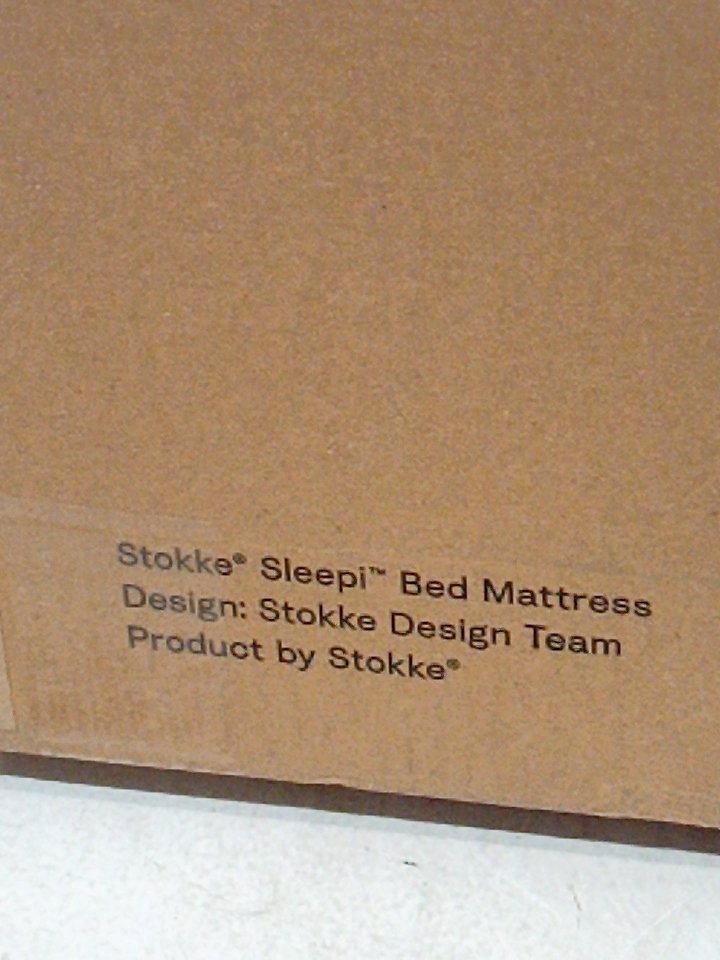 Stokke® Sleepi™ Bed Mattress
Design: Stokke Design Team
Product by Stokke®